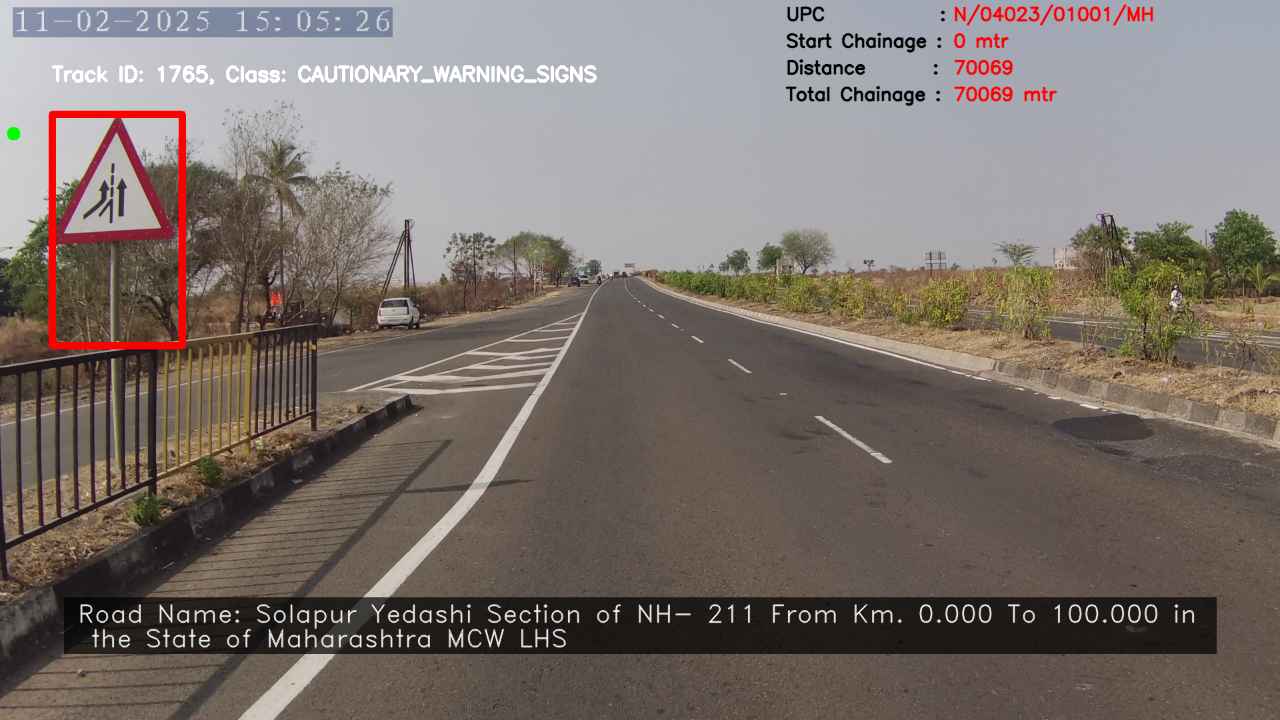 11-02-2025 15:05:26
UPC : N/04023/01001/MH
Start Chainage : 0 mtr
Distance : 70069
Total Chainage : 70069 mtr
Track ID: 1765, Class: CAUTIONARY_WARNING_SIGNS
Road Name: Solapur Yedashi Section of NH- 211 From Km. 0.000 To 100.000 in
the State of Maharashtra MCW LHS